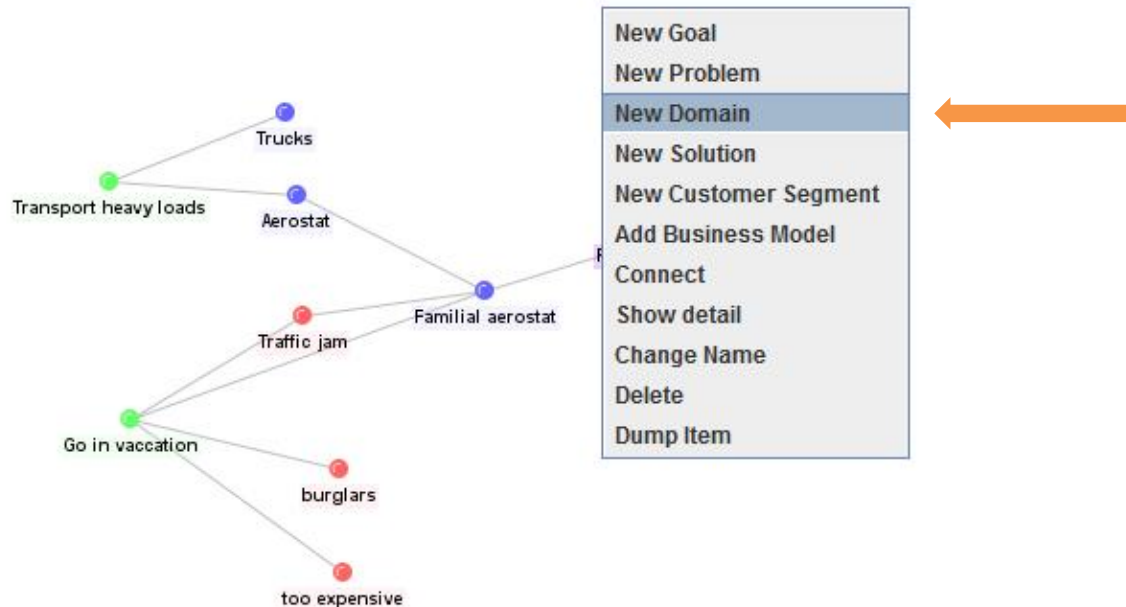 New Goal
New Problem
New Domain
New Solution
New Customer Segment
Add Business Model
Connect
Show detail
Change Name
Delete
Dump Item
Trucks
Transport heavy loads
Aerostat
Familial aerostat
Traffic jam
Go in vaccation
burglars
too expensive